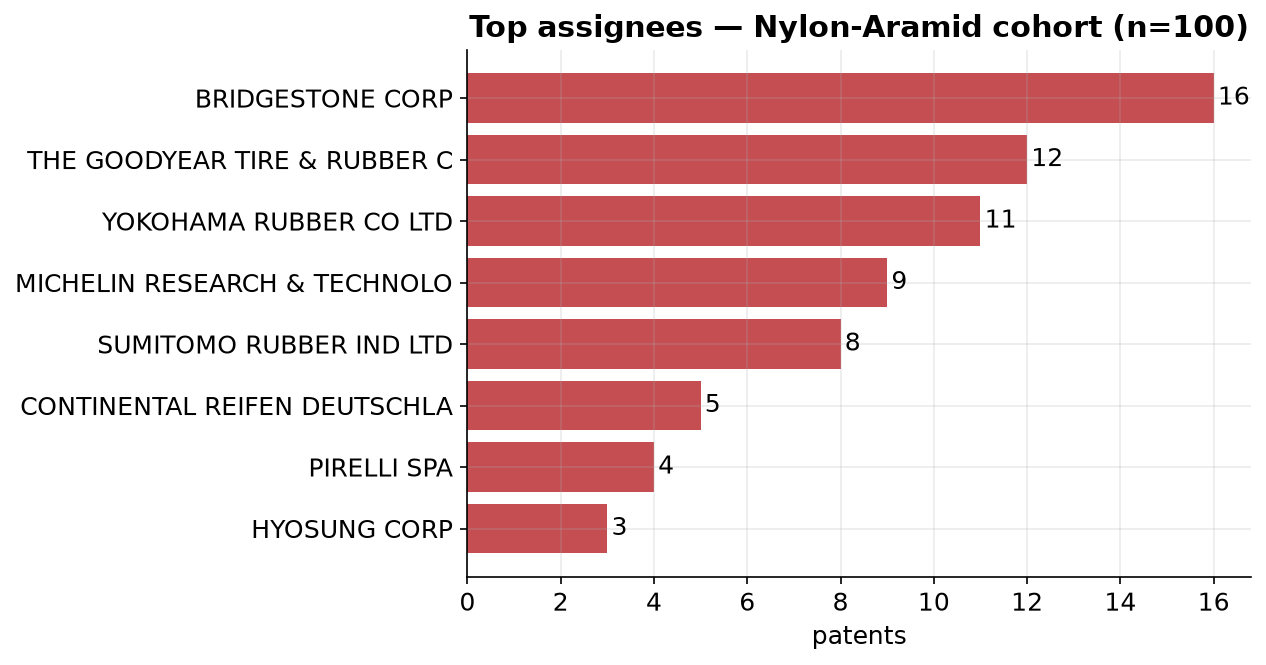 Top assignees — Nylon-Aramid cohort (n=100)
BRIDGESTONE CORP 16
THE GOODYEAR TIRE & RUBBER C 12
YOKOHAMA RUBBER CO LTD 11
MICHELIN RESEARCH & TECHNOLO 9
SUMITOMO RUBBER IND LTD 8
CONTINENTAL REIFEN DEUTSCHLA 5
PIRELLI SPA 4
HYOSUNG CORP 3
0 2 4 6 8 10 12 14 16
patents